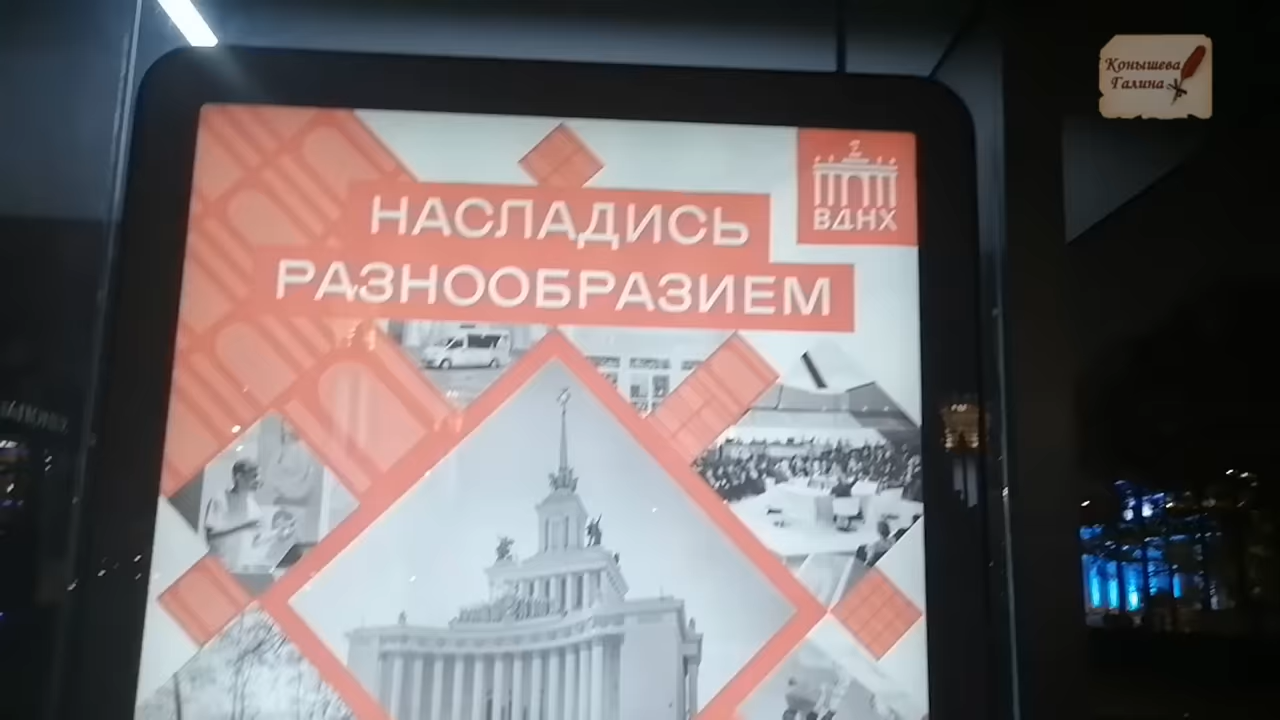 Конышева
Галина
НАСЛАДИСЬ
РАЗНООБРАЗИЕМ
ВДНХ